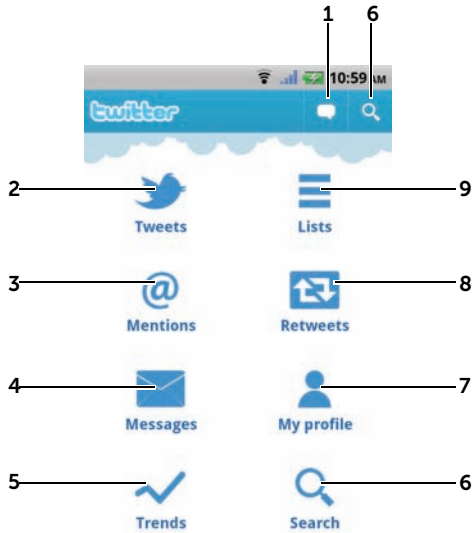 1 6
10:59 AM
twitter
2 9
Tweets Lists
3 @ 8
Mentions Retweets
4 7
Messages My profile
5 6
Trends Search